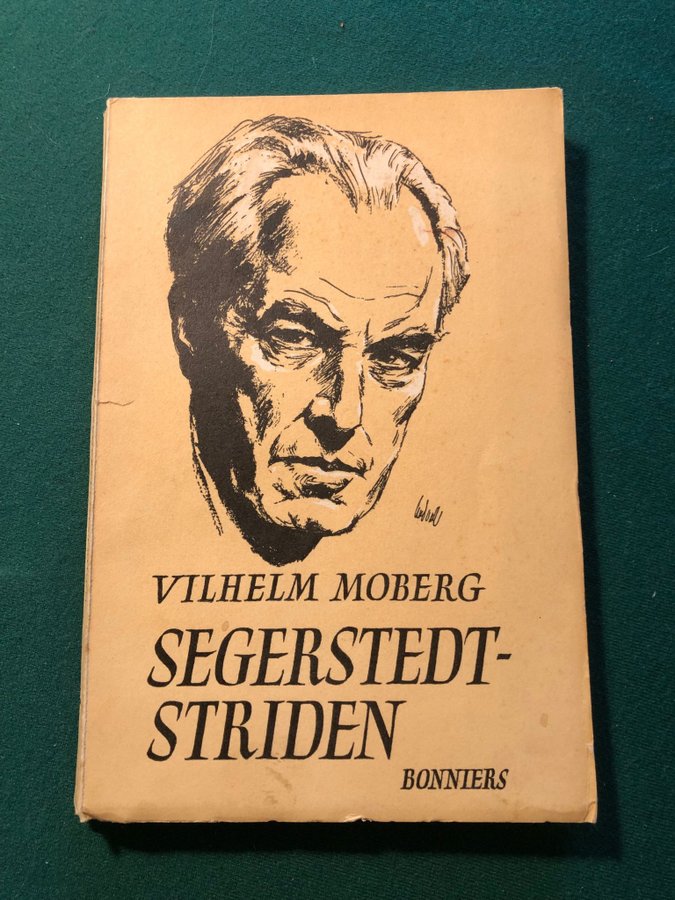 VILHELM MOBERG
SEGERSTEDT-
STRIDEN
BONNIERS